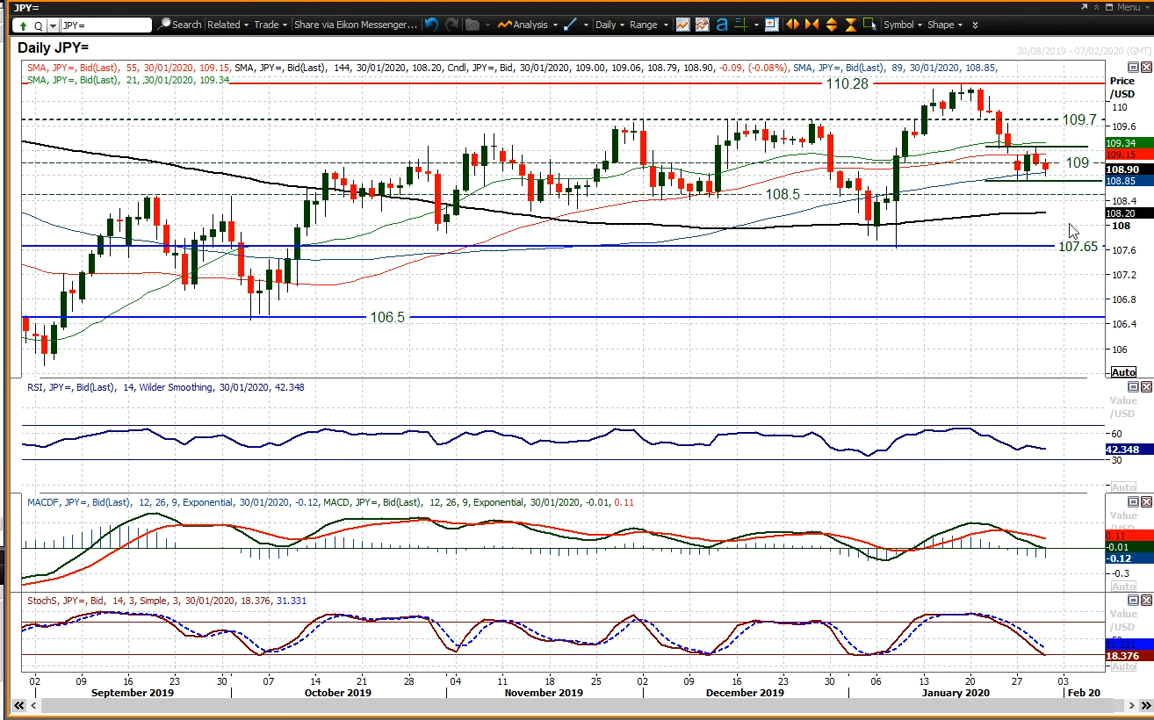 JPY=
Menu
Q JPY= Search Related Trade Share via Eikon Messenger... Analysis Daily Range a Symbol Shape
Daily JPY=
30/08/2019 - 07/02/2020 (GMT)
SMA, JPY=, Bid(Last), 55, 30/01/2020, 109.15, SMA, JPY=, Bid(Last), 144, 30/01/2020, 108.20, Cndl, JPY=, Bid, 30/01/2020, 109.00, 109.06, 108.79, 108.90, -0.09, (-0.08%), SMA, JPY=, Bid(Last), 89, 30/01/2020, 108.85,
SMA, JPY=, Bid(Last), 21, 30/01/2020, 109.34
Price
/USD
110.28
110
109.7
109.6
109.34
109.15
109
108.90
108.85
108.5
108.4
108.20
108
107.65
107.6
107.2
106.8
106.5
106.4
106
Auto
RSI, JPY=, Bid(Last), 14, Wilder Smoothing, 30/01/2020, 42.348
Value
/USD
60
42.348
30
Auto
MACDF, JPY=, Bid(Last), 12, 26, 9, Exponential, 30/01/2020, -0.12, MACD, JPY=, Bid(Last), 12, 26, 9, Exponential, 30/01/2020, -0.01, 0.11
Value
/USD
0.11
-0.01
-0.12
-0.3
Auto
StochS, JPY=, Bid, 14, 3, Simple, 3, 30/01/2020, 18.376, 31.331
Value
/USD
18.376
Auto
02 09 16 23 30 07 14 21 28 04 11 18 25 02 09 16 23 30 06 13 20 27 03
September 2019 October 2019 November 2019 December 2019 January 2020 Feb 20